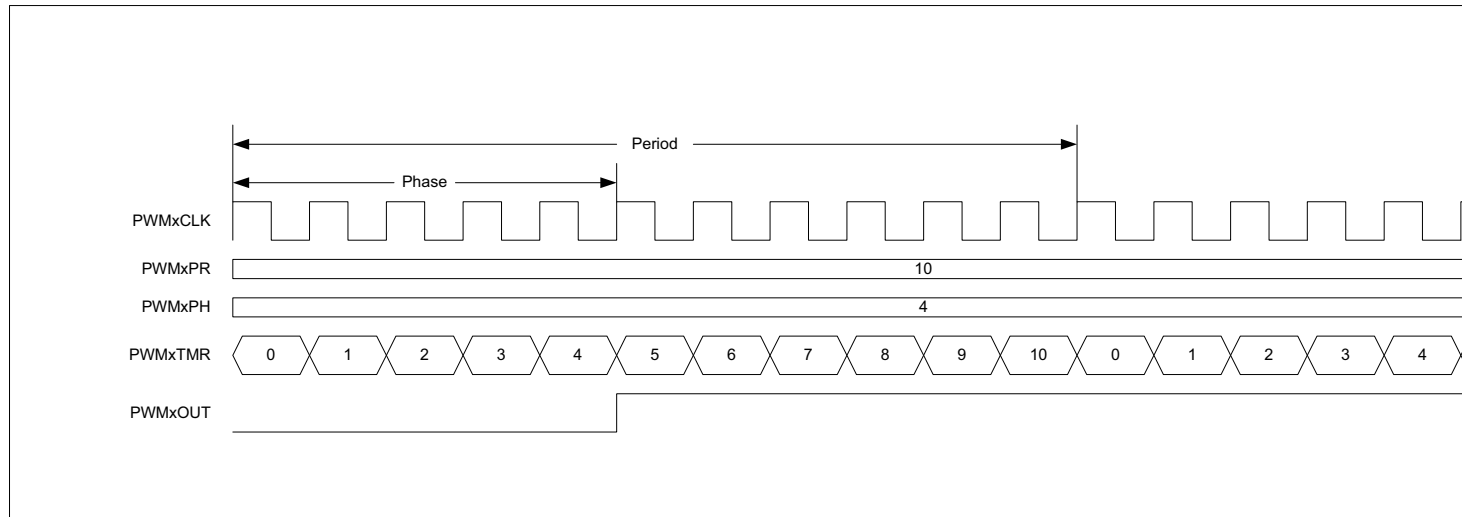 Period
Phase
PWMxCLK
PWMxPR 10
PWMxPH 4
PWMxTMR 0 1 2 3 4 5 6 7 8 9 10 0 1 2 3 4
PWMxOUT